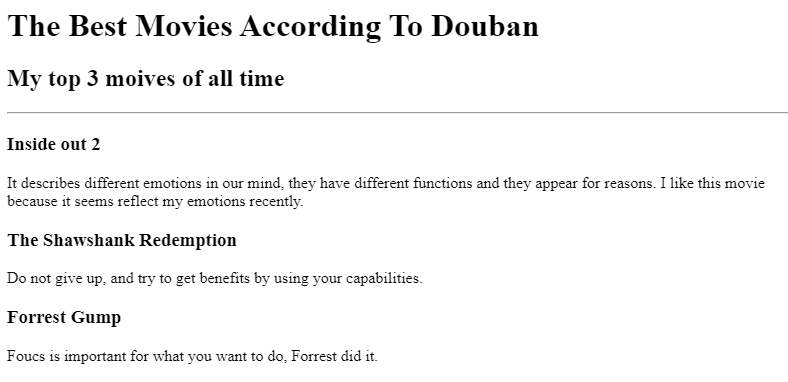 The Best Movies According To Douban
My top 3 moives of all time
Inside out 2
It describes different emotions in our mind, they have different functions and they appear for reasons. I like this movie
because it seems reflect my emotions recently.
The Shawshank Redemption
Do not give up, and try to get benefits by using your capabilities.
Forrest Gump
Foucs is important for what you want to do, Forrest did it.